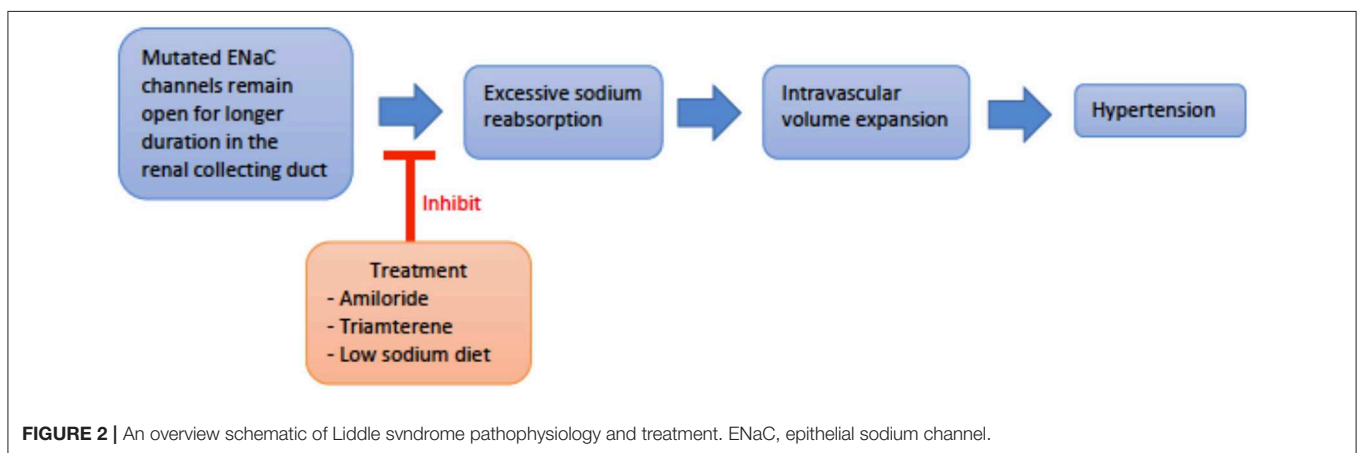 Mutated ENaC
channels remain
open for longer
duration in the
renal collecting duct
Excessive sodium
reabsorption
Intravascular
volume expansion
Hypertension
Inhibit
Treatment
- Amiloride
- Triamterene
- Low sodium diet
FIGURE 2 | An overview schematic of Liddle svndrome pathophysiology and treatment. ENaC, epithelial sodium channel.